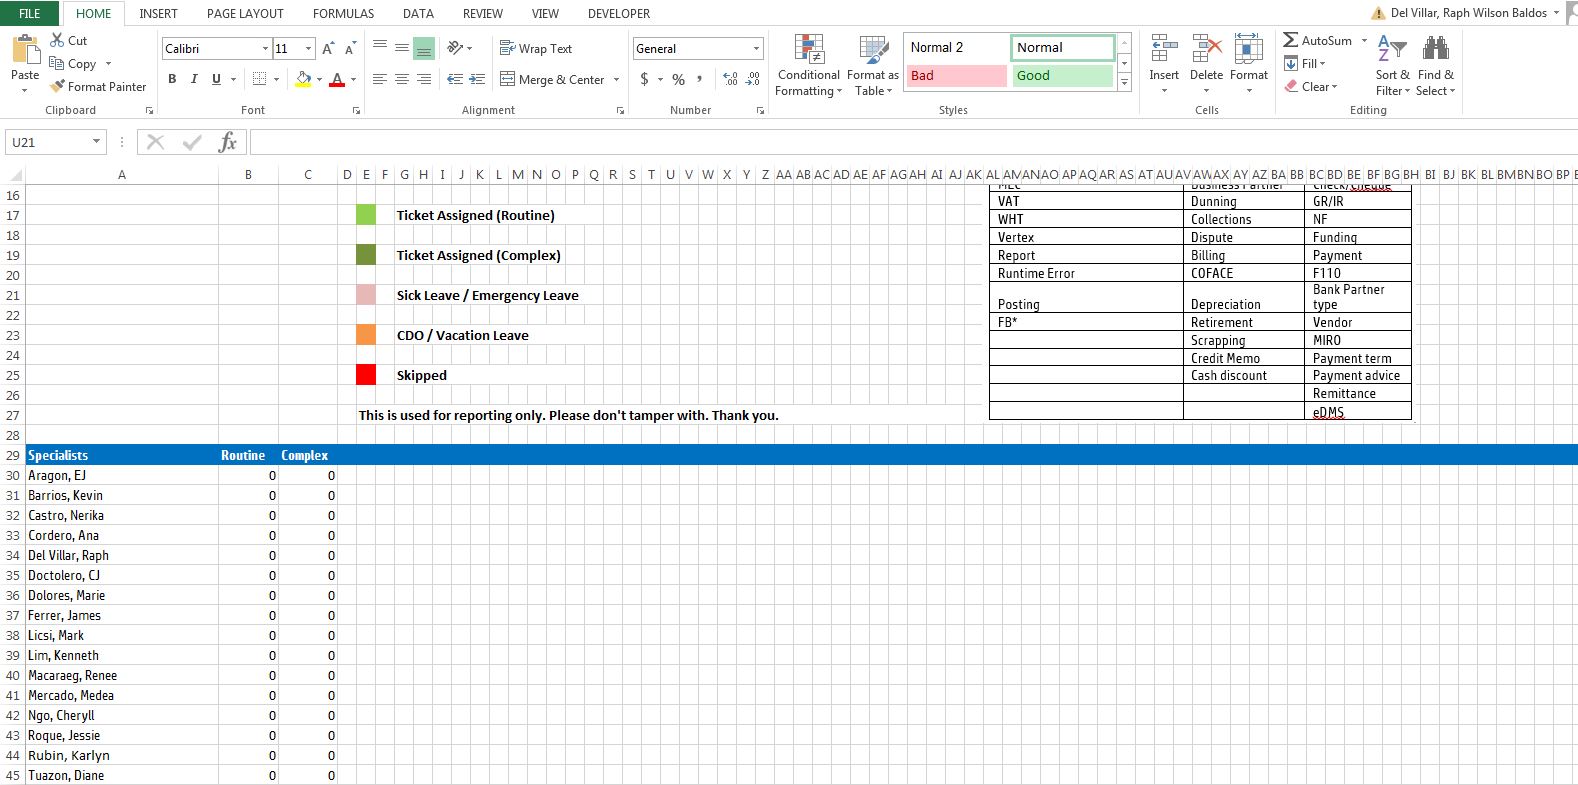 FILE HOME INSERT PAGE LAYOUT FORMULAS DATA REVIEW VIEW DEVELOPER Del Villar, Raph Wilson Baldos
Paste
Cut
Copy
Format Painter
Clipboard
Calibri 11
B I U
Font
Wrap Text
Merge & Center
Alignment
General
$ % ,
Number
Conditional Formatting
Format as Table
Normal 2 Normal
Bad Good
Styles
Insert Delete Format
Cells
AutoSum
Fill
Clear
Sort & Filter
Find & Select
Editing
U21 fx
A B C D E F G H I J K L M N O P Q R S T U V W X Y Z AA AB AC AD AE AF AG AH AI AJ AK AL AM AN AO AP AQ AR AS AT AU AV AW AX AY AZ BA BB BC BD BE BF BG BH BI BJ BK BL BM BN BO BP
16 MEC Business Partner Check/Cheque
VAT Dunning GR/IR
17 Ticket Assigned (Routine)
WHT Collections NF
18 Vertex Dispute Funding
19 Ticket Assigned (Complex) Report Billing Payment
20 Runtime Error COFACE F110
21 Sick Leave / Emergency Leave
Posting Depreciation Bank Partner type
22
FB* Retirement Vendor
23 CDO / Vacation Leave
Scrapping MIRO
24 Credit Memo Payment term
25 Skipped Cash discount Payment advice
26 Remittance
27 This is used for reporting only. Please don't tamper with. Thank you. eDMS
28
29 Specialists Routine Complex
30 Aragon, EJ 0 0
31 Barrios, Kevin 0 0
32 Castro, Nerika 0 0
33 Cordero, Ana 0 0
34 Del Villar, Raph 0 0
35 Doctolero, CJ 0 0
36 Dolores, Marie 0 0
37 Ferrer, James 0 0
38 Licsi, Mark 0 0
39 Lim, Kenneth 0 0
40 Macaraeg, Renee 0 0
41 Mercado, Medea 0 0
42 Ngo, Cheryll 0 0
43 Roque, Jessie 0 0
44 Rubin, Karlyn 0 0
45 Tuazon, Diane 0 0